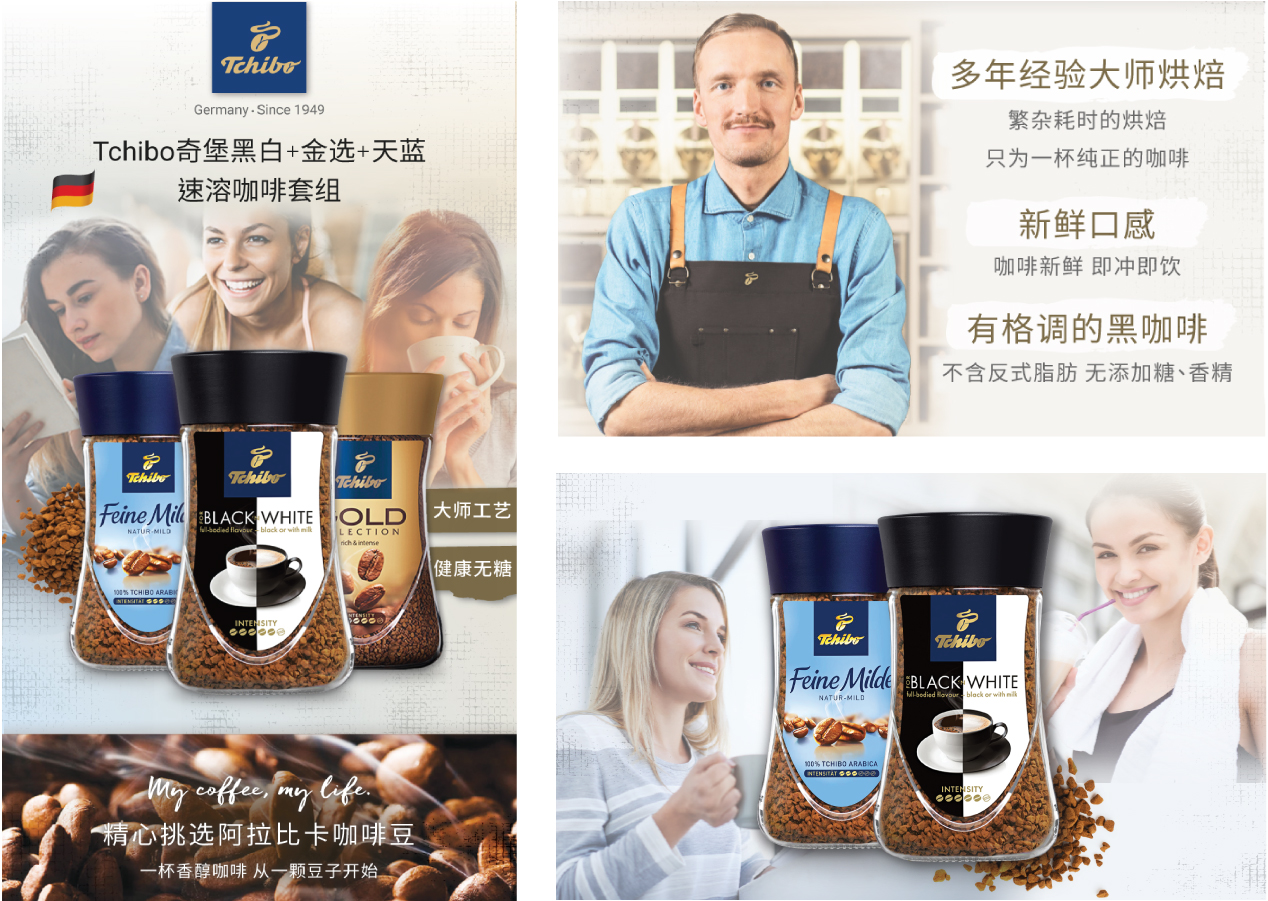 Tchibo
Germany · Since 1949
Tchibo奇堡黑白+金选+天蓝
速溶咖啡套组
Tchibo
Feine Mild
NATUR-MILD
100% TCHIBO ARABI
INTENSITÄT
Tchibo
FOR BLACK 'N WHITE
full-bodied flavour - black or with milk
INTENSITY
Tchibo
OLD
LECTION
rich & intense
NTENSITY
大师工艺
健康无糖
My coffee, my life.
精心挑选阿拉比卡咖啡豆
一杯香醇咖啡 从一颗豆子开始
多年经验大师烘焙
繁杂耗时的烘焙
只为一杯纯正的咖啡
新鲜口感
咖啡新鲜 即冲即饮
有格调的黑咖啡
不含反式脂肪 无添加糖、香精
Tchibo
Feine Milde
NATUR-MILD
100% TCHIBO ARABICA
INTENSITÄT
Tchibo
FOR BLACK 'N WHITE
full-bodied flavour - black or with milk
INTENSITY